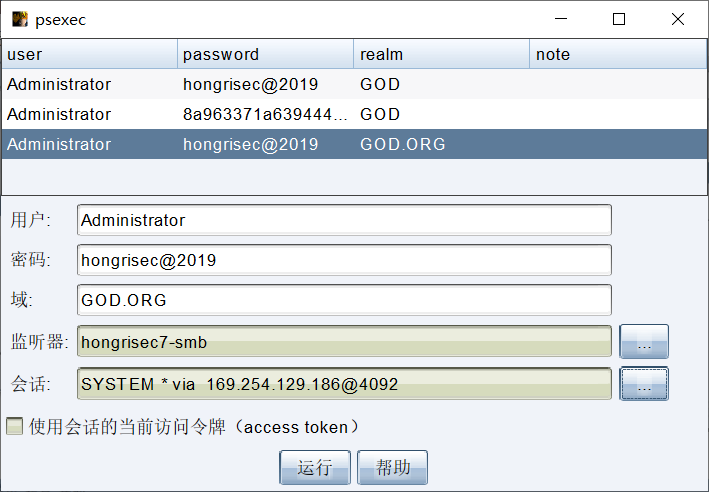 psexec
user password realm note
Administrator hongrisec@2019 GOD
Administrator 8a963371a639444... GOD
Administrator hongrisec@2019 GOD.ORG
用户: Administrator
密码: hongrisec@2019
域: GOD.ORG
监听器: hongrisec7-smb ...
会话: SYSTEM * via 169.254.129.186@4092 ...
使用会话的当前访问令牌（access token）
运行 帮助